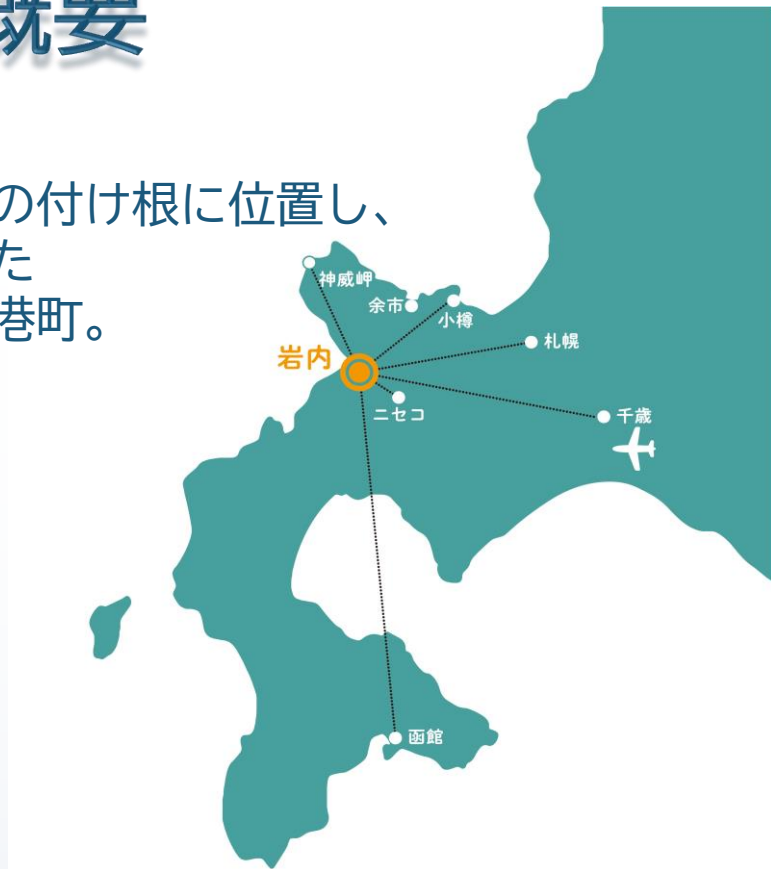 概要
の付け根に位置し、
た
港町。
神威岬
余市
小樽
岩内
札幌
ニセコ
千歳
函館